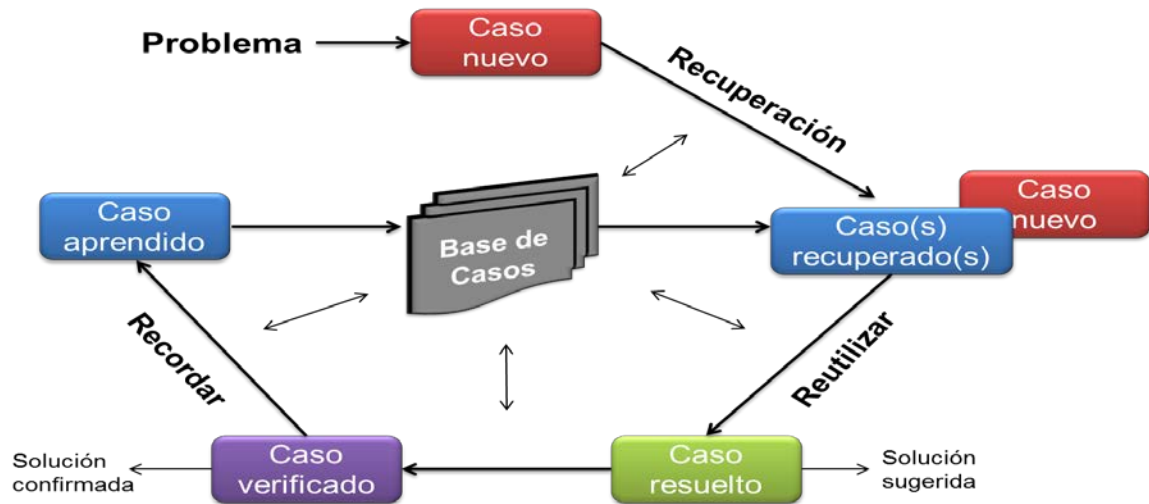 Problema
Caso
nuevo
Recuperación
Caso
nuevo
Caso
aprendido
Base de
Casos
Caso(s)
recuperado(s)
Recordar
Reutilizar
Solución
confirmada
Caso
verificado
Caso
resuelto
Solución
sugerida